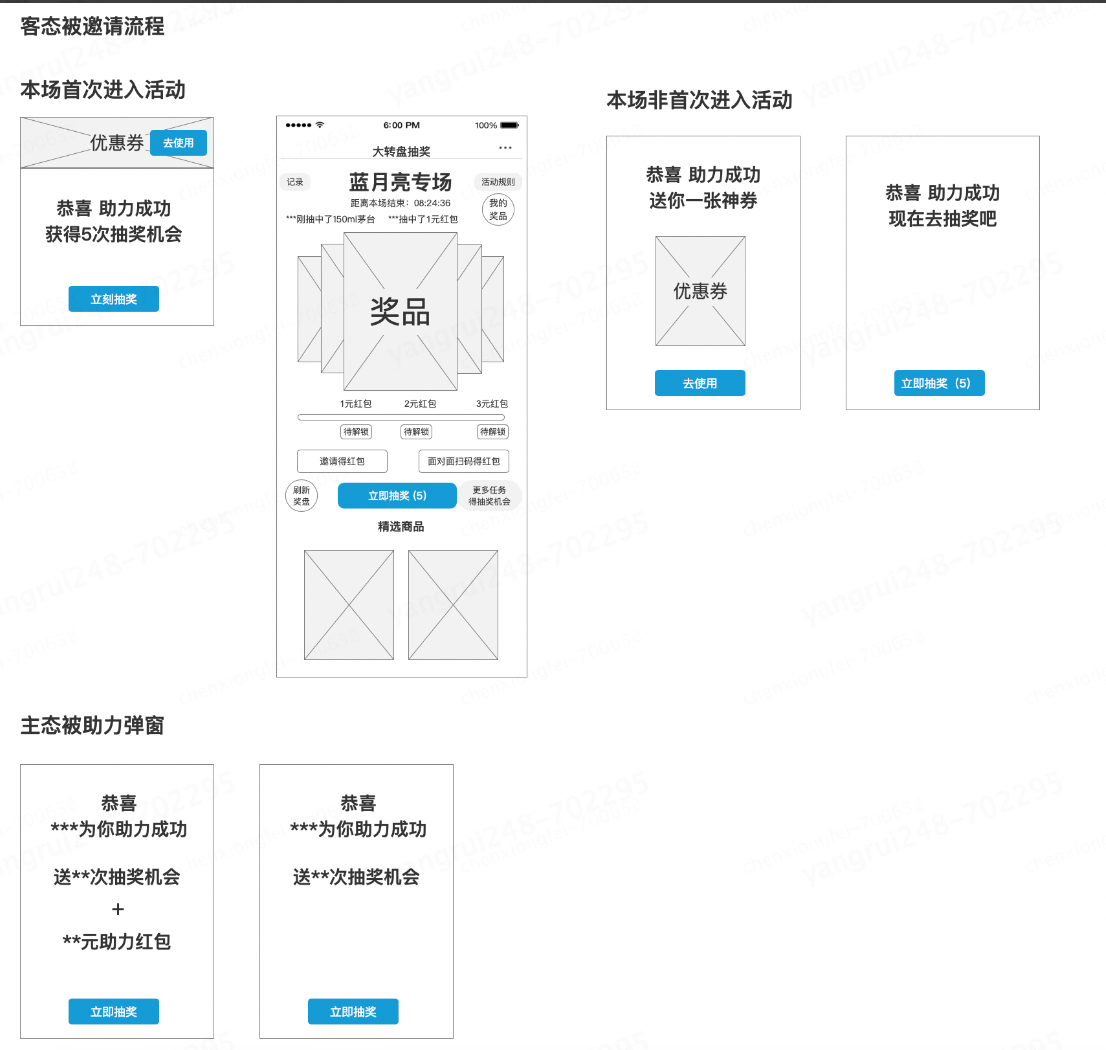 客态被邀请流程
本场首次进入活动
优惠券
去使用
恭喜 助力成功
获得5次抽奖机会
立刻抽奖
6:00 PM
100%
大转盘抽奖
记录
蓝月亮专场
活动规则
距离本场结束：08:24:36
我的
奖品
***刚抽中了150ml茅台
***抽中了1元红包
奖品
1元红包
2元红包
3元红包
待解锁
待解锁
待解锁
邀请得红包
面对面扫码得红包
刷新
奖盘
立即抽奖 (5)
更多任务
得抽奖机会
精选商品
本场非首次进入活动
恭喜 助力成功
送你一张神券
优惠券
去使用
恭喜 助力成功
现在去抽奖吧
立即抽奖（5）
主态被助力弹窗
恭喜
***为你助力成功
送**次抽奖机会
+
**元助力红包
立即抽奖
恭喜
***为你助力成功
送**次抽奖机会
立即抽奖
yangrui248-702295